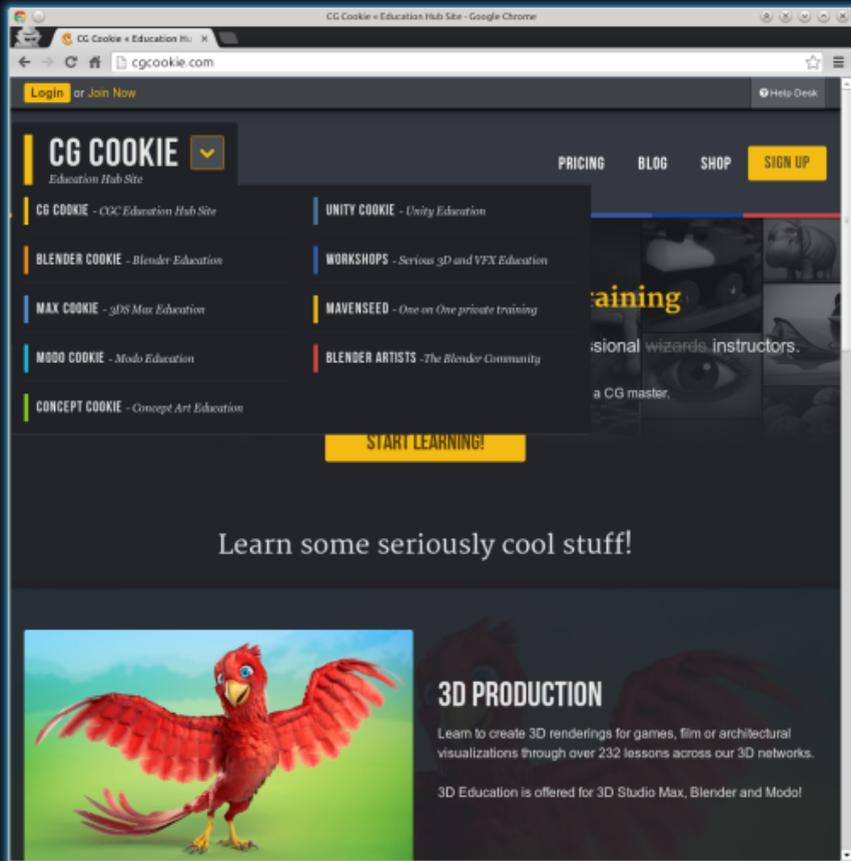 CG Cookie « Education Hub Site - Google Chrome
CG Cookie « Education Hu
cgcookie.com
Login or Join Now
Help Desk
CG COOKIE
Education Hub Site
PRICING BLOG SHOP SIGN UP
CG COOKIE - CGC Education Hub Site
UNITY COOKIE - Unity Education
BLENDER COOKIE - Blender Education
WORKSHOPS - Serious 3D and VFX Education
MAX COOKIE - 3DS Max Education
MAVENSEED - One on One private training
MODO COOKIE - Modo Education
BLENDER ARTISTS -The Blender Community
CONCEPT COOKIE - Concept Art Education
aining
sional wizards instructors.
a CG master.
START LEARNING!
Learn some seriously cool stuff!
3D PRODUCTION
Learn to create 3D renderings for games, film or architectural
visualizations through over 232 lessons across our 3D networks.
3D Education is offered for 3D Studio Max, Blender and Modo!